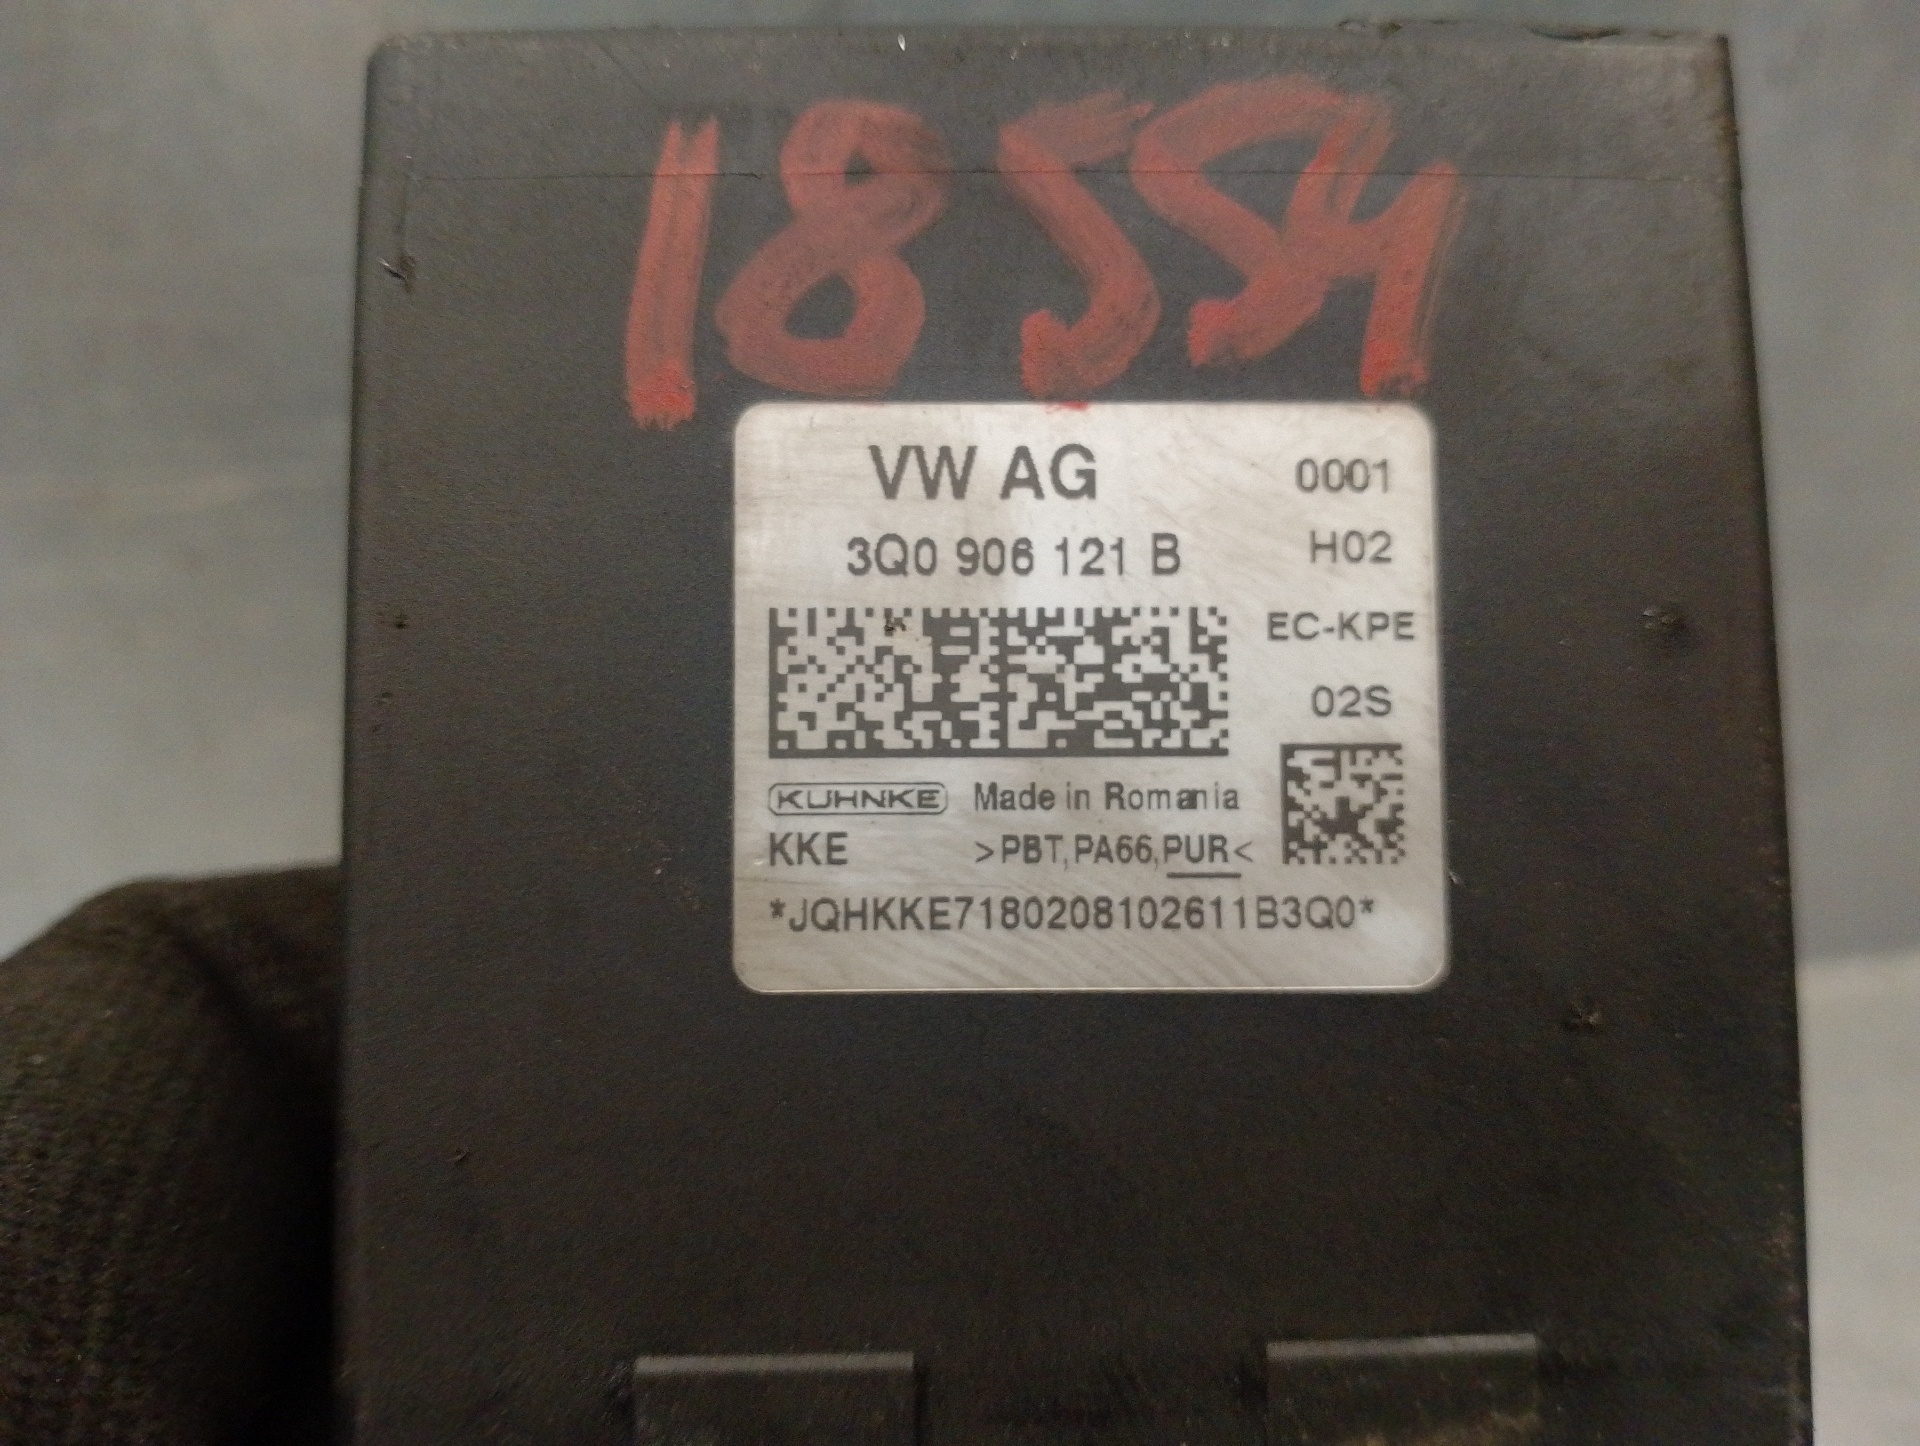 18554
VW AG
0001
3Q0 906 121 B
H02
EC-KPE
02S
KUHNKE Made in Romania
KKE >PBT,PA66,PUR<
*JQHKKE7180208102611B3Q0*